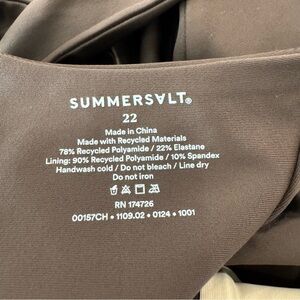 SUMMERSALT®
22
Made in China
Made with Recycled Materials
78% Recycled Polyamide / 22% Elastane
Lining: 90% Recycled Polyamide / 10% Spandex
Handwash cold / Do not bleach / Line dry
Do not iron
RN 174726
00157CH • 1109.02 • 0124 • 1001